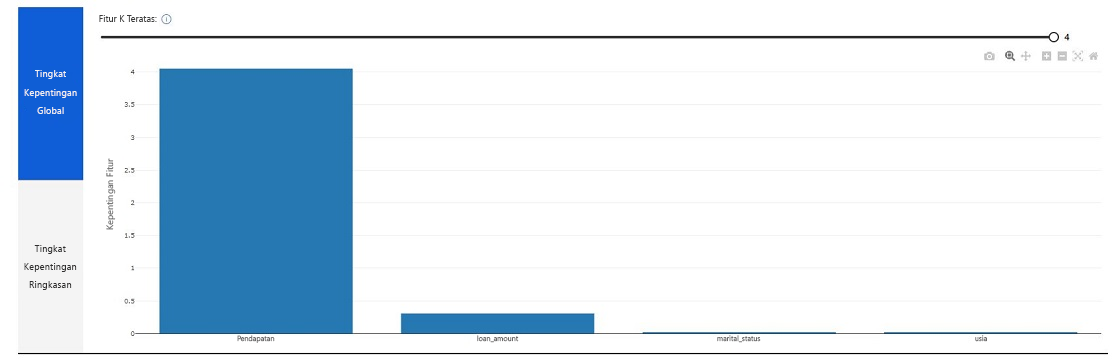 Fitur K Teratas:
4
Tingkat
Kepentingan
Global
Tingkat
Kepentingan
Ringkasan
Kepentingan Fitur
4
3.5
3
2.5
2
1.5
1
0.5
0
Pendapatan
loan_amount
marital_status
usia